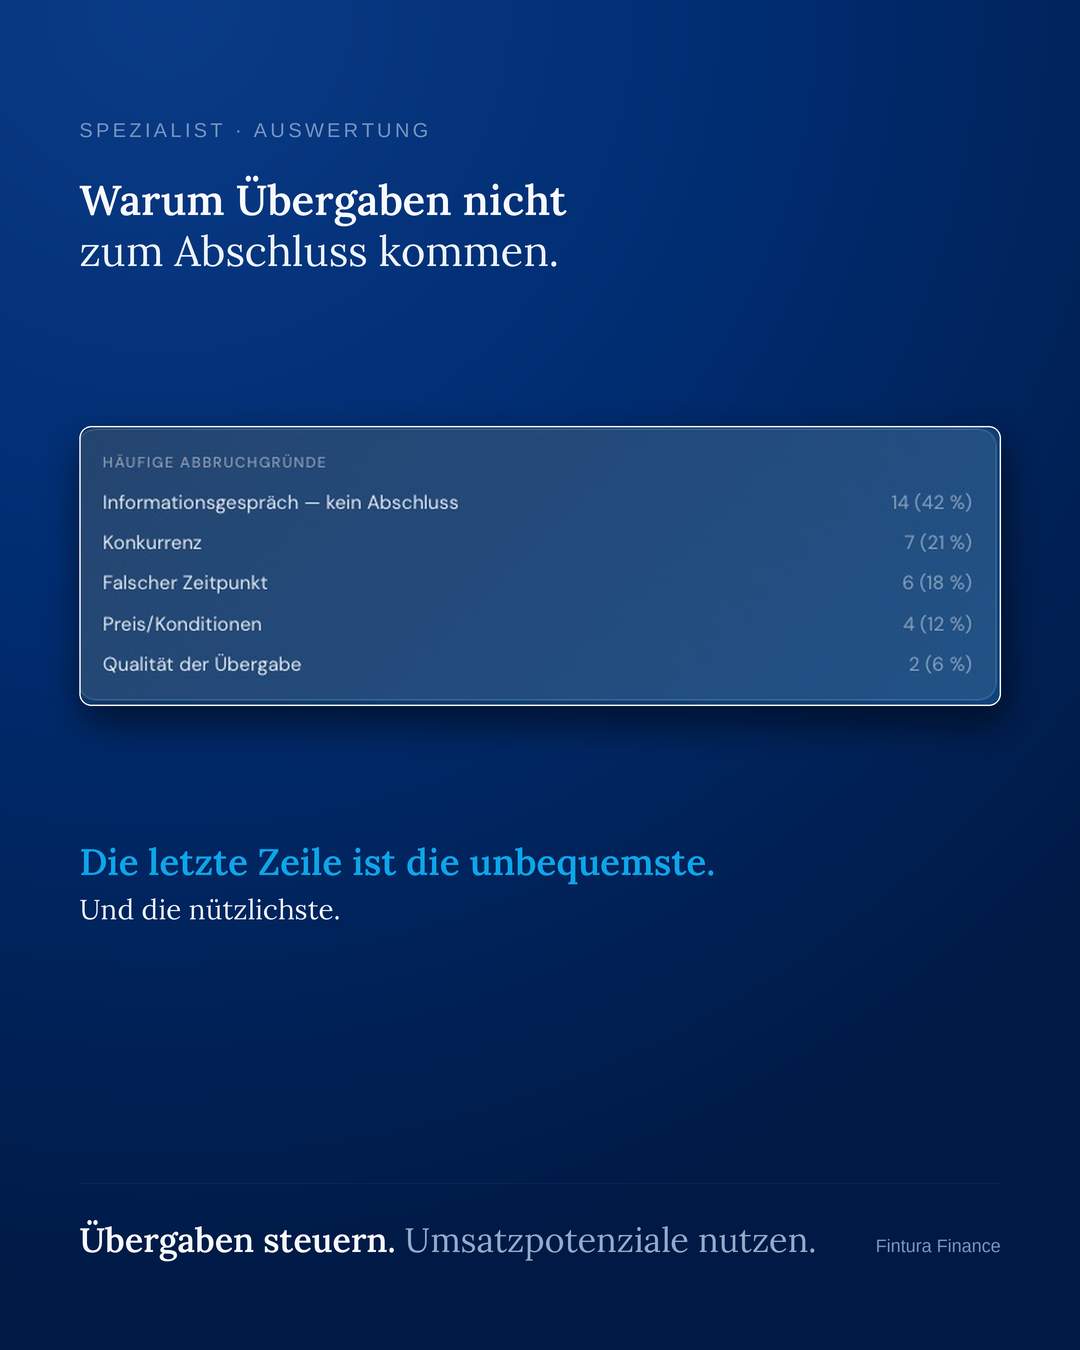 SPEZIALIST · AUSWERTUNG
Warum Übergaben nicht
zum Abschluss kommen.
HÄUFIGE ABBRUCHGRÜNDE
Informationsgespräch — kein Abschluss 14 (42 %)
Konkurrenz 7 (21 %)
Falscher Zeitpunkt 6 (18 %)
Preis/Konditionen 4 (12 %)
Qualität der Übergabe 2 (6 %)
Die letzte Zeile ist die unbequemste.
Und die nützlichste.
Übergaben steuern. Umsatzpotenziale nutzen. Fintura Finance